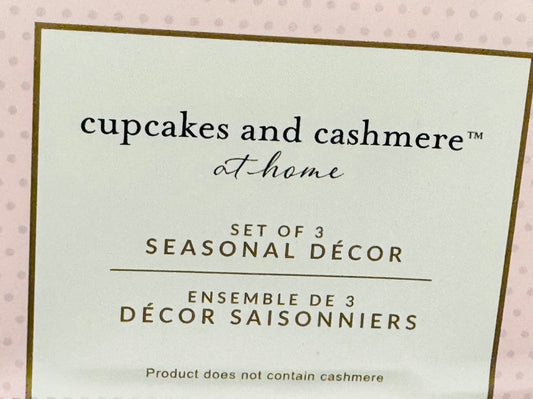 cupcakes and cashmere™
at home
SET OF 3
SEASONAL DÉCOR
ENSEMBLE DE 3
DÉCOR SAISONNIERS
Product does not contain cashmere